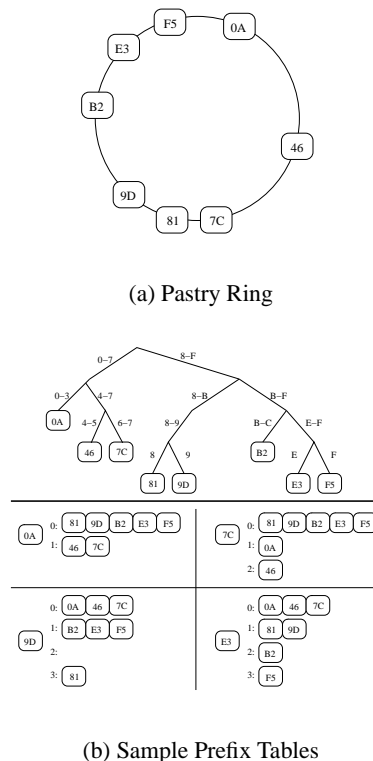 F5
0A
E3
B2
46
9D
81
7C
(a) Pastry Ring
0−7
8−F
0−3
4−7
8−B
B−F
4−5
6−7
8−9
B−C
E−F
0A
46
7C
8
9
B2
E
F
81
9D
E3
F5
0A
0: 81 9D B2 E3 F5
1: 46 7C
7C
0: 81 9D B2 E3 F5
1: 0A
2: 46
9D
0: 0A 46 7C
1: B2 E3 F5
2:
3: 81
E3
0: 0A 46 7C
1: 81 9D
2: B2
3: F5
(b) Sample Prefix Tables